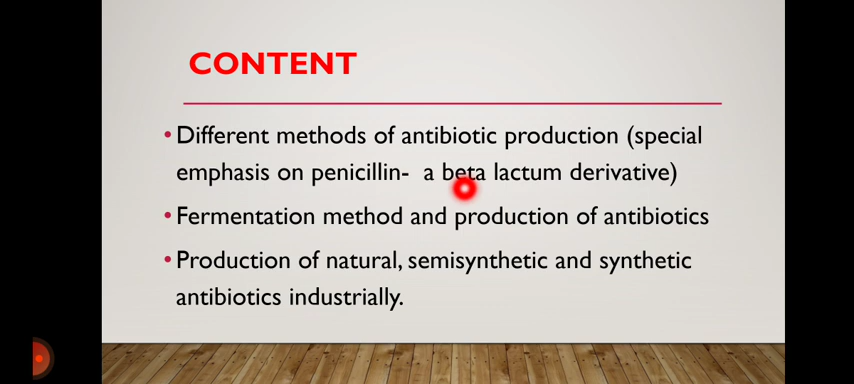 CONTENT
•Different methods of antibiotic production (special
emphasis on penicillin- a beta lactum derivative)
•Fermentation method and production of antibiotics
•Production of natural, semisynthetic and synthetic
antibiotics industrially.